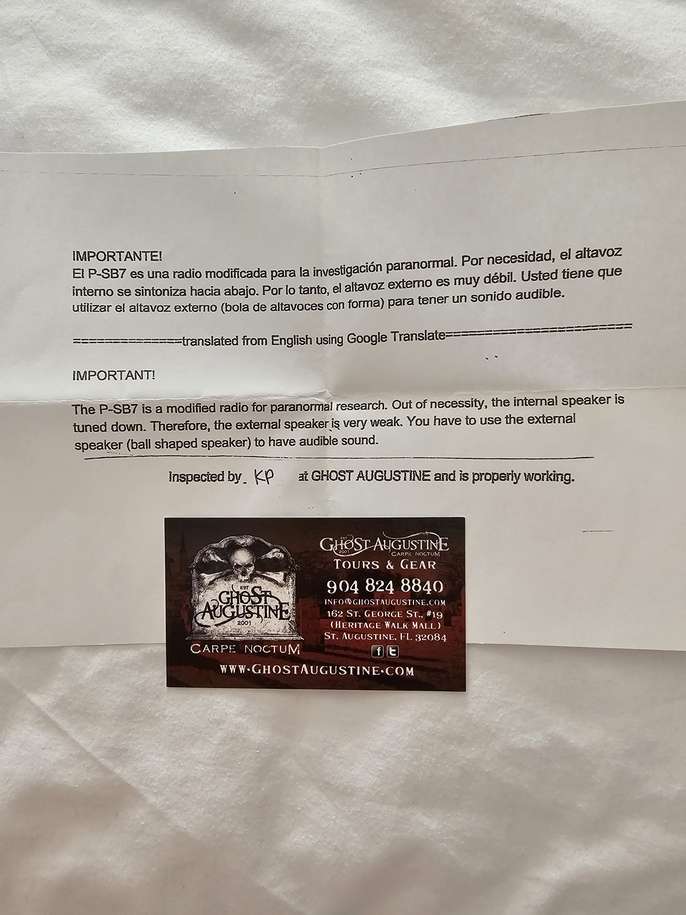 IMPORTANTE!
El P-SB7 es una radio modificada para la investigación paranormal. Por necesidad, el altavoz
interno se sintoniza hacia abajo. Por lo tanto, el altavoz externo es muy débil. Usted tiene que
utilizar el altavoz externo (bola de altavoces con forma) para tener un sonido audible.
==============translated from English using Google Translate========================
IMPORTANT!
The P-SB7 is a modified radio for paranormal research. Out of necessity, the internal speaker is
tuned down. Therefore, the external speaker is very weak. You have to use the external
speaker (ball shaped speaker) to have audible sound.
Inspected by KP at GHOST AUGUSTINE and is properly working.
EST
GHOST
AUGUSTINE
2001
CARPE NOCTUM
GHOST AUGUSTINE
2001
CARPE NOCTUM
TOURS & GEAR
904 824 8840
INFO@GHOSTAUGUSTINE.COM
162 ST. GEORGE ST., #19
(HERITAGE WALK MALL)
ST. AUGUSTINE, FL 32084
f t
WWW.GHOSTAUGUSTINE.COM